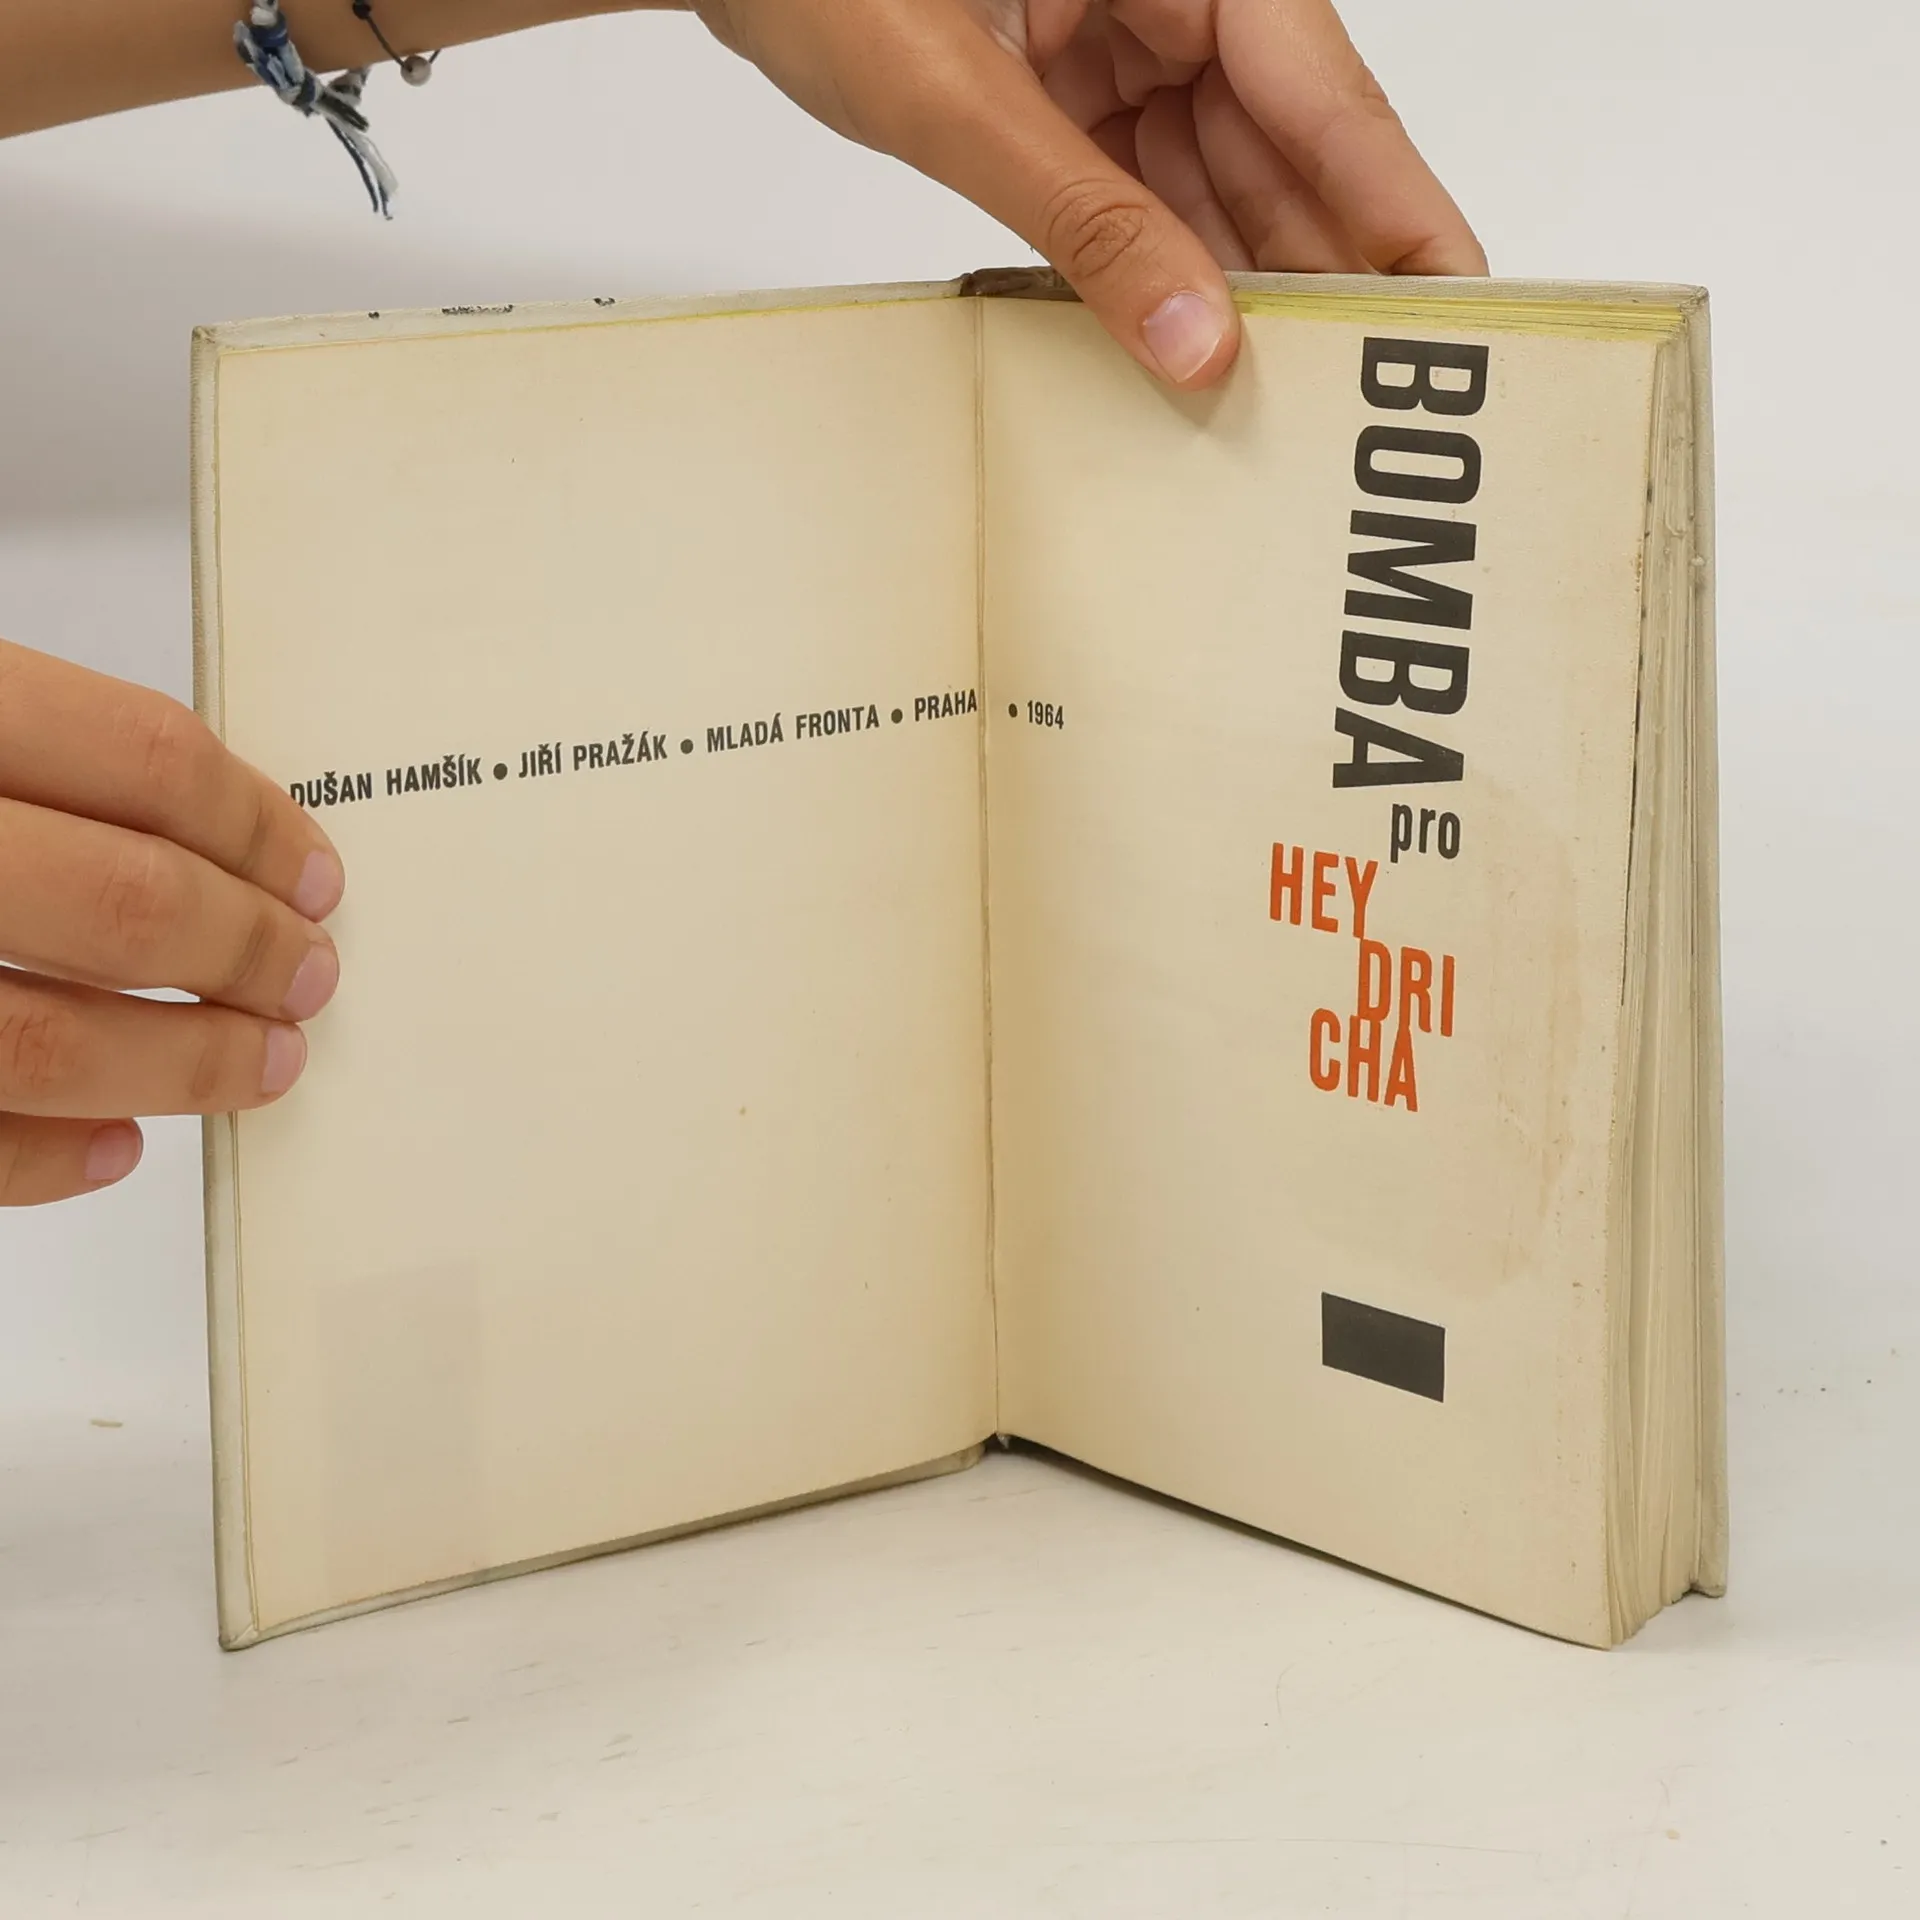 DUŠAN HAMŠÍK ● JIŘÍ PRAŽÁK ● MLADÁ FRONTA ● PRAHA ● 1964
BOMBA
pro
HEY
DRI
CHA